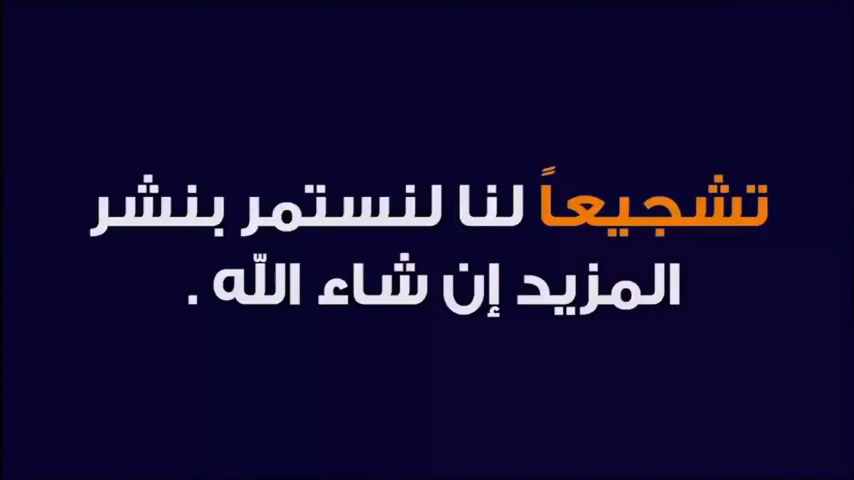 تشجيعاً لنا لنستمر بنشر
المزيد إن شاء الله .